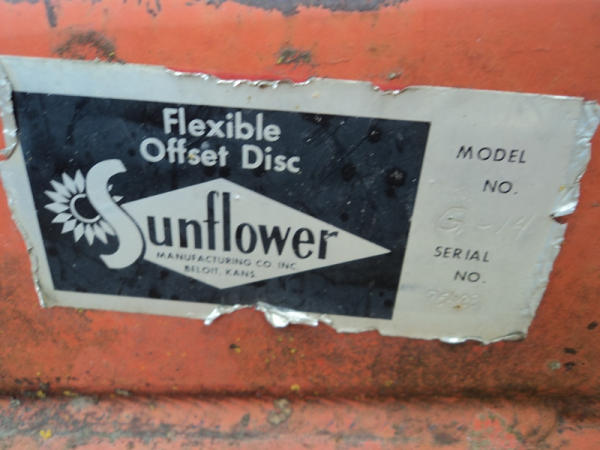 Flexible
Offset Disc
Sunflower
MANUFACTURING CO. INC.
BELOIT, KANS.
MODEL
NO.
SERIAL
NO.